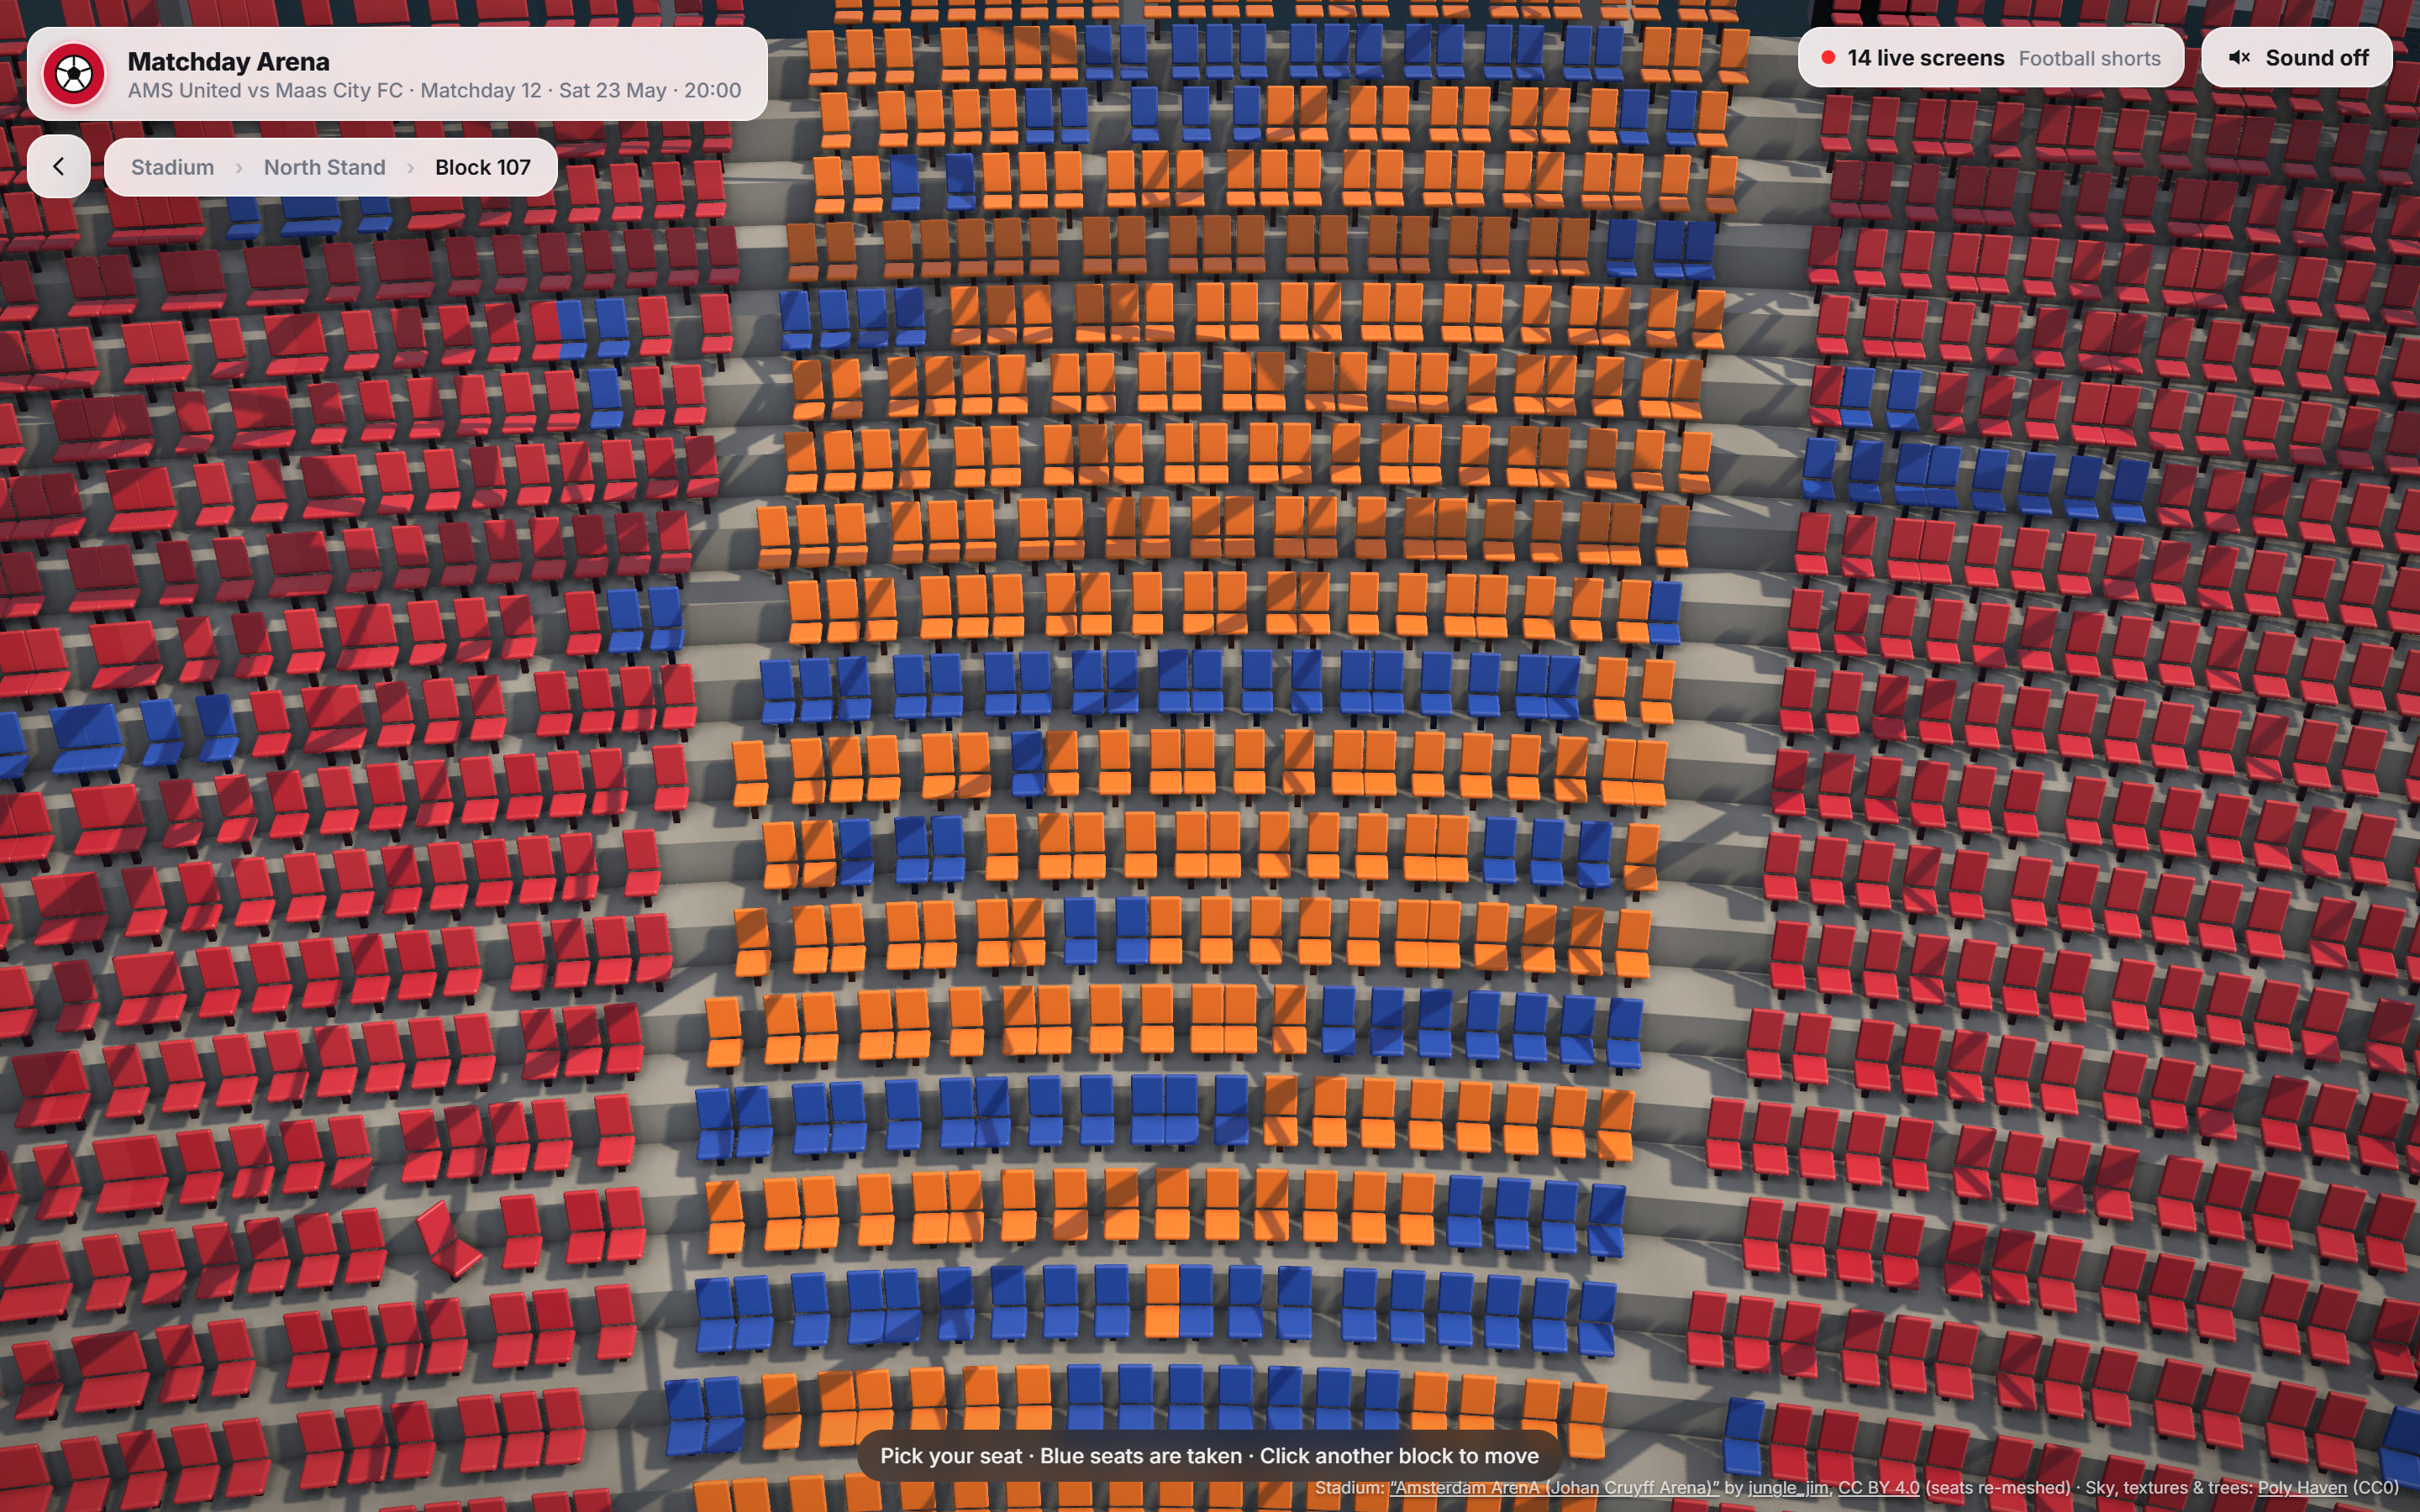 Matchday Arena
AMS United vs Maas City FC · Matchday 12 · Sat 23 May · 20:00
14 live screens Football shorts
Sound off
Stadium › North Stand › Block 107
Pick your seat · Blue seats are taken · Click another block to move
Stadium: “Amsterdam ArenA (Johan Cruyff Arena)” by jungle_jim, CC BY 4.0 (seats re-meshed) · Sky, textures & trees: Poly Haven (CC0)